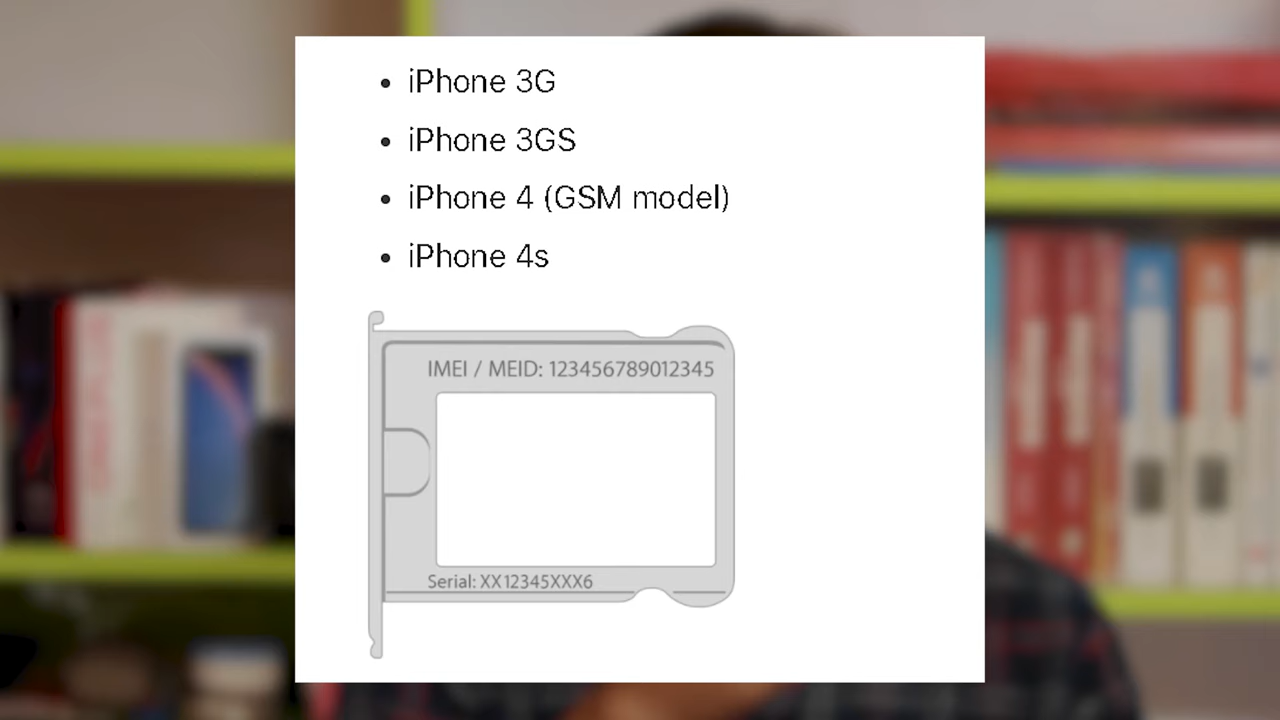 iPhone 3G
iPhone 3GS
iPhone 4 (GSM model)
iPhone 4s
IMEI / MEID: 123456789012345
Serial: XX12345XXX6